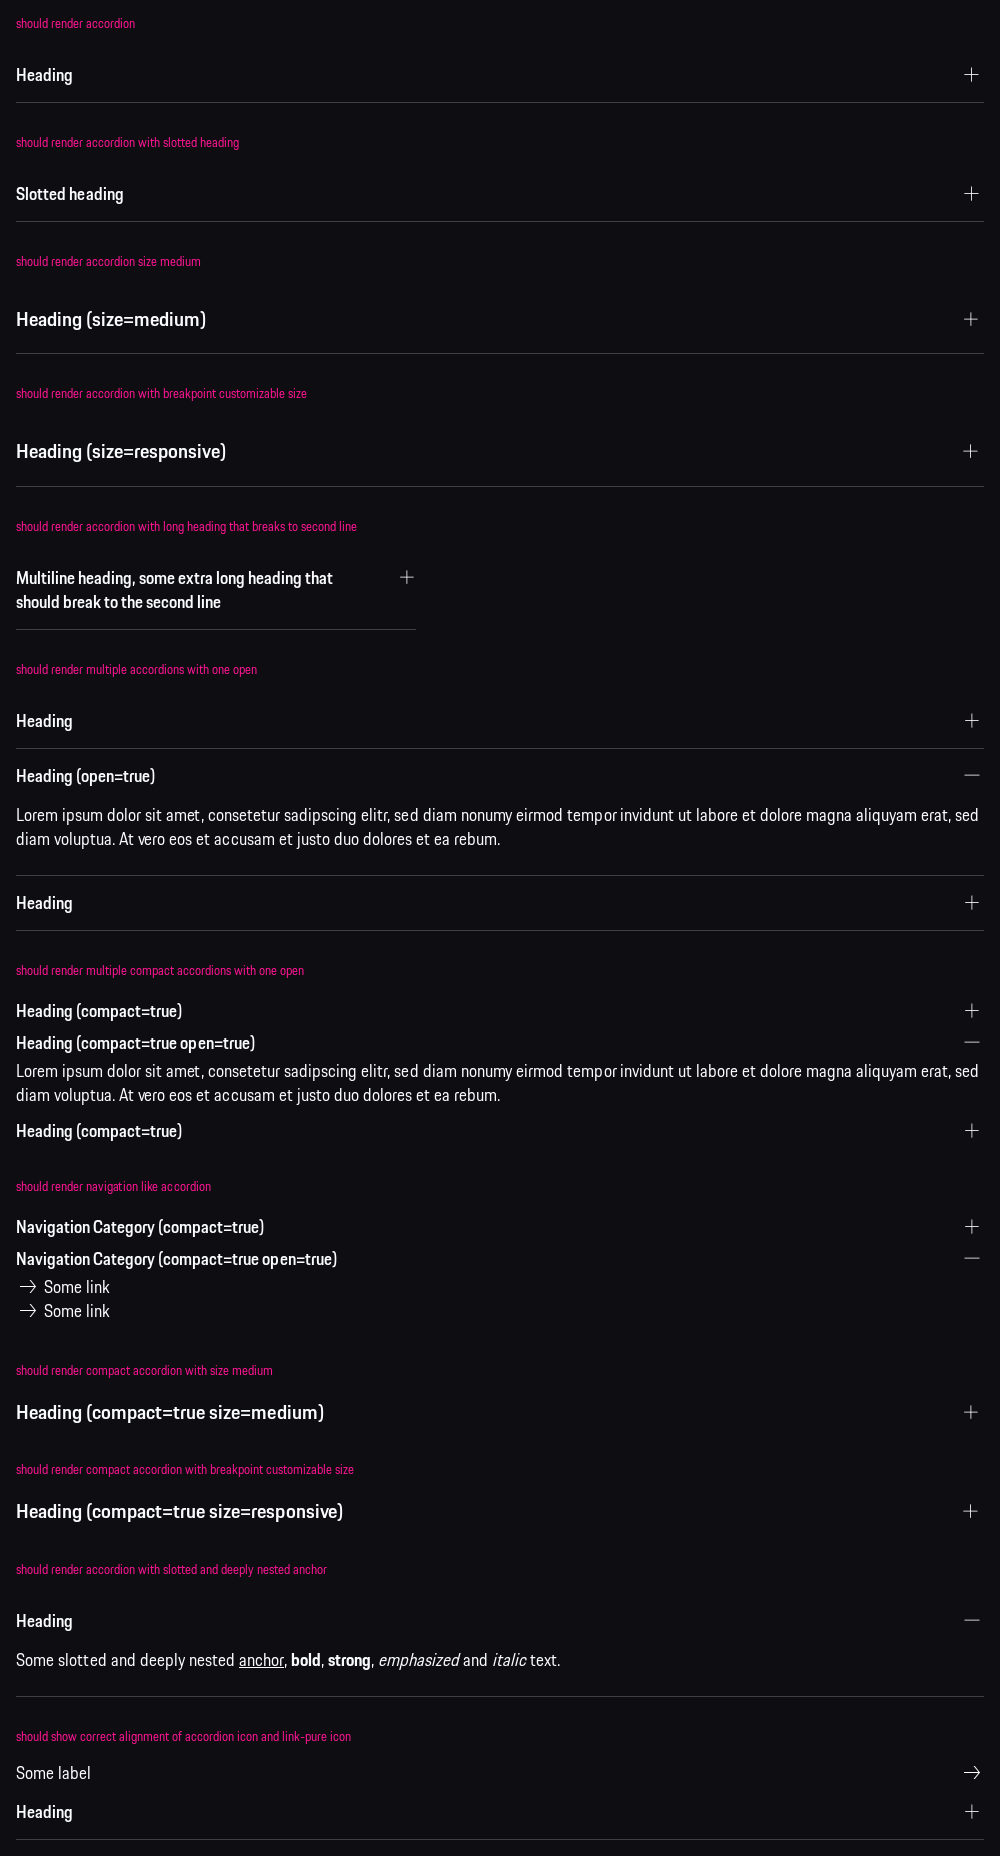 should render accordion
Heading
should render accordion with slotted heading
Slotted heading
should render accordion size medium
Heading (size=medium)
should render accordion with breakpoint customizable size
Heading (size=responsive)
should render accordion with long heading that breaks to second line
Multiline heading, some extra long heading that
should break to the second line
should render multiple accordions with one open
Heading
Heading (open=true)
Lorem ipsum dolor sit amet, consetetur sadipscing elitr, sed diam nonumy eirmod tempor invidunt ut labore et dolore magna aliquyam erat, sed
diam voluptua. At vero eos et accusam et justo duo dolores et ea rebum.
Heading
should render multiple compact accordions with one open
Heading (compact=true)
Heading (compact=true open=true)
Lorem ipsum dolor sit amet, consetetur sadipscing elitr, sed diam nonumy eirmod tempor invidunt ut labore et dolore magna aliquyam erat, sed
diam voluptua. At vero eos et accusam et justo duo dolores et ea rebum.
Heading (compact=true)
should render navigation like accordion
Navigation Category (compact=true)
Navigation Category (compact=true open=true)
Some link
Some link
should render compact accordion with size medium
Heading (compact=true size=medium)
should render compact accordion with breakpoint customizable size
Heading (compact=true size=responsive)
should render accordion with slotted and deeply nested anchor
Heading
Some slotted and deeply nested anchor, bold, strong, emphasized and italic text.
should show correct alignment of accordion icon and link-pure icon
Some label
Heading